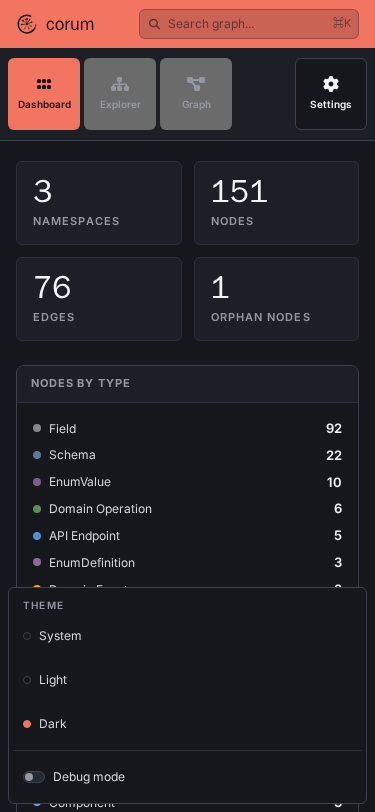 corum
Search graph... ⌘K
Dashboard
Explorer
Graph
Settings
3
NAMESPACES
151
NODES
76
EDGES
1
ORPHAN NODES
NODES BY TYPE
Field 92
Schema 22
EnumValue 10
Domain Operation 6
API Endpoint 5
EnumDefinition 3
THEME
System
Light
Dark
Debug mode